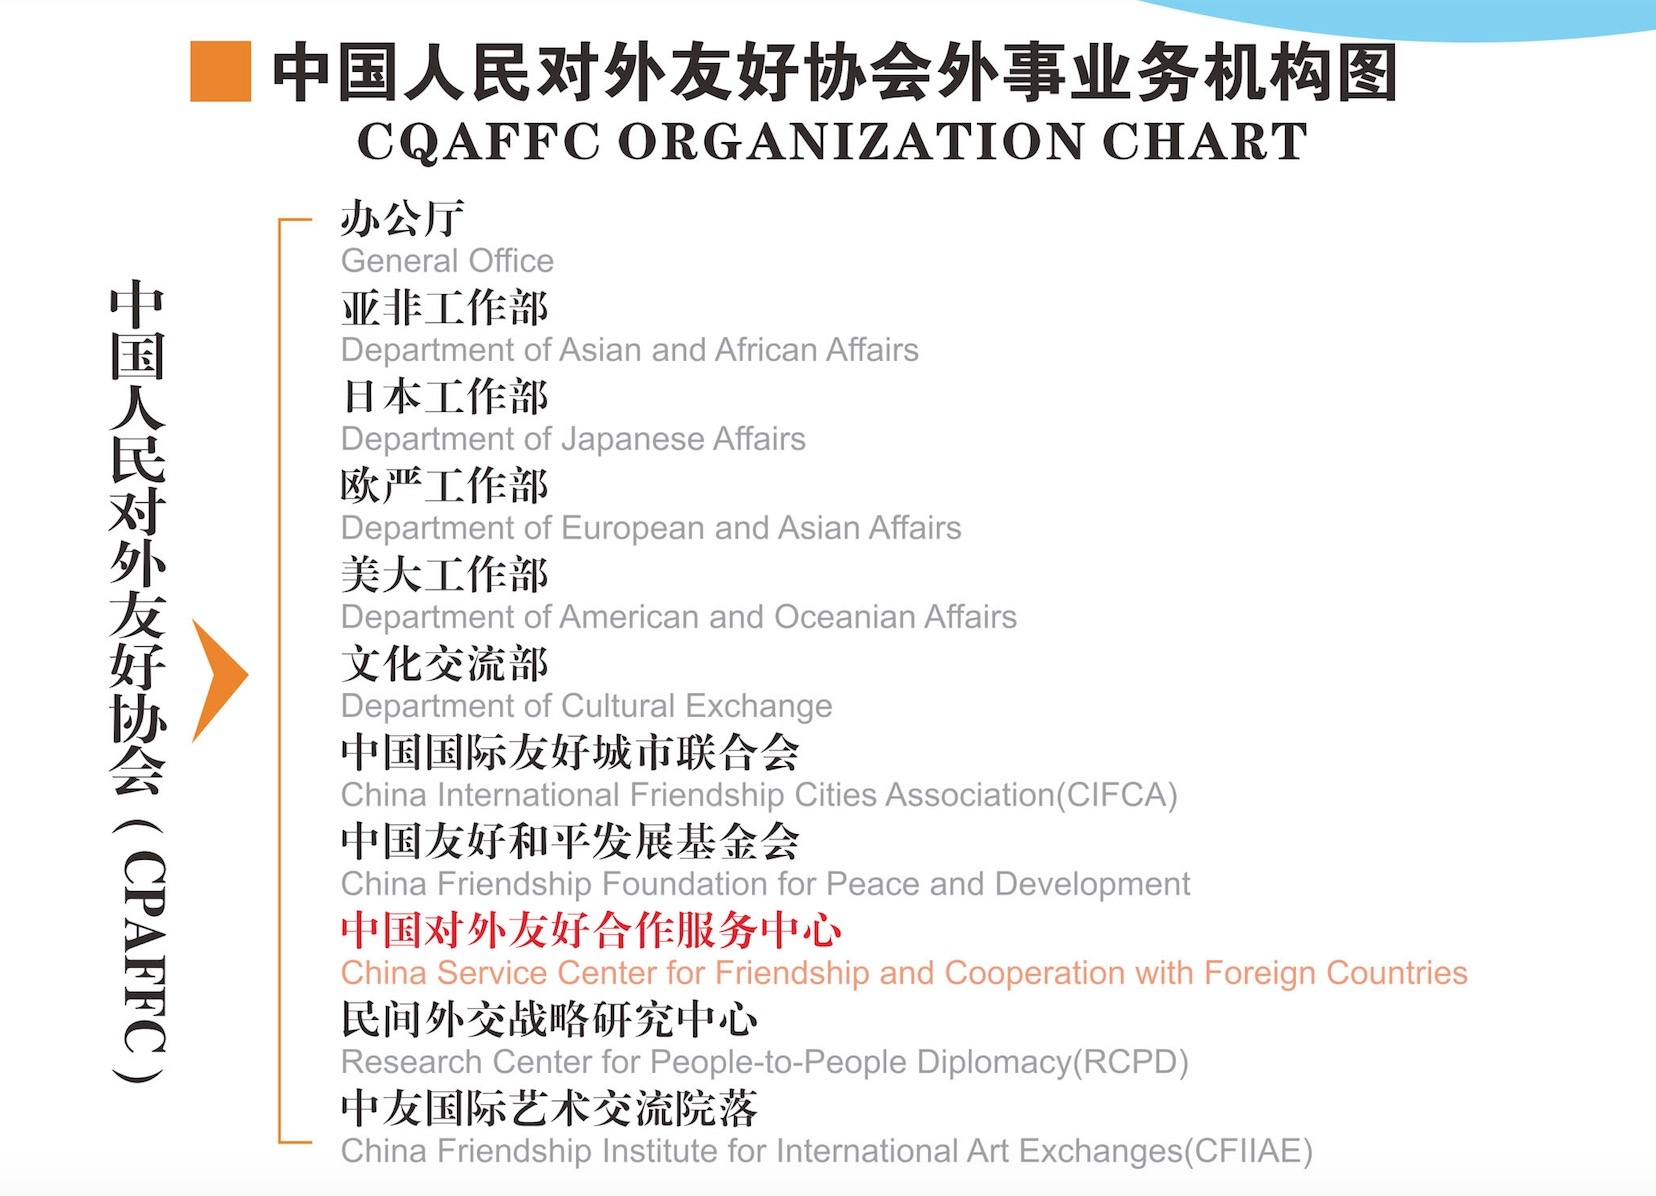 中国人民对外友好协会外事业务机构图
CQAFFC ORGANIZATION CHART
中国人民对外友好协会（CPAFFC）
办公厅
General Office
亚非工作部
Department of Asian and African Affairs
日本工作部
Department of Japanese Affairs
欧严工作部
Department of European and Asian Affairs
美大工作部
Department of American and Oceanian Affairs
文化交流部
Department of Cultural Exchange
中国国际友好城市联合会
China International Friendship Cities Association(CIFCA)
中国友好和平发展基金会
China Friendship Foundation for Peace and Development
中国对外友好合作服务中心
China Service Center for Friendship and Cooperation with Foreign Countries
民间外交战略研究中心
Research Center for People-to-People Diplomacy(RCPD)
中友国际艺术交流院落
China Friendship Institute for International Art Exchanges(CFIIAE)